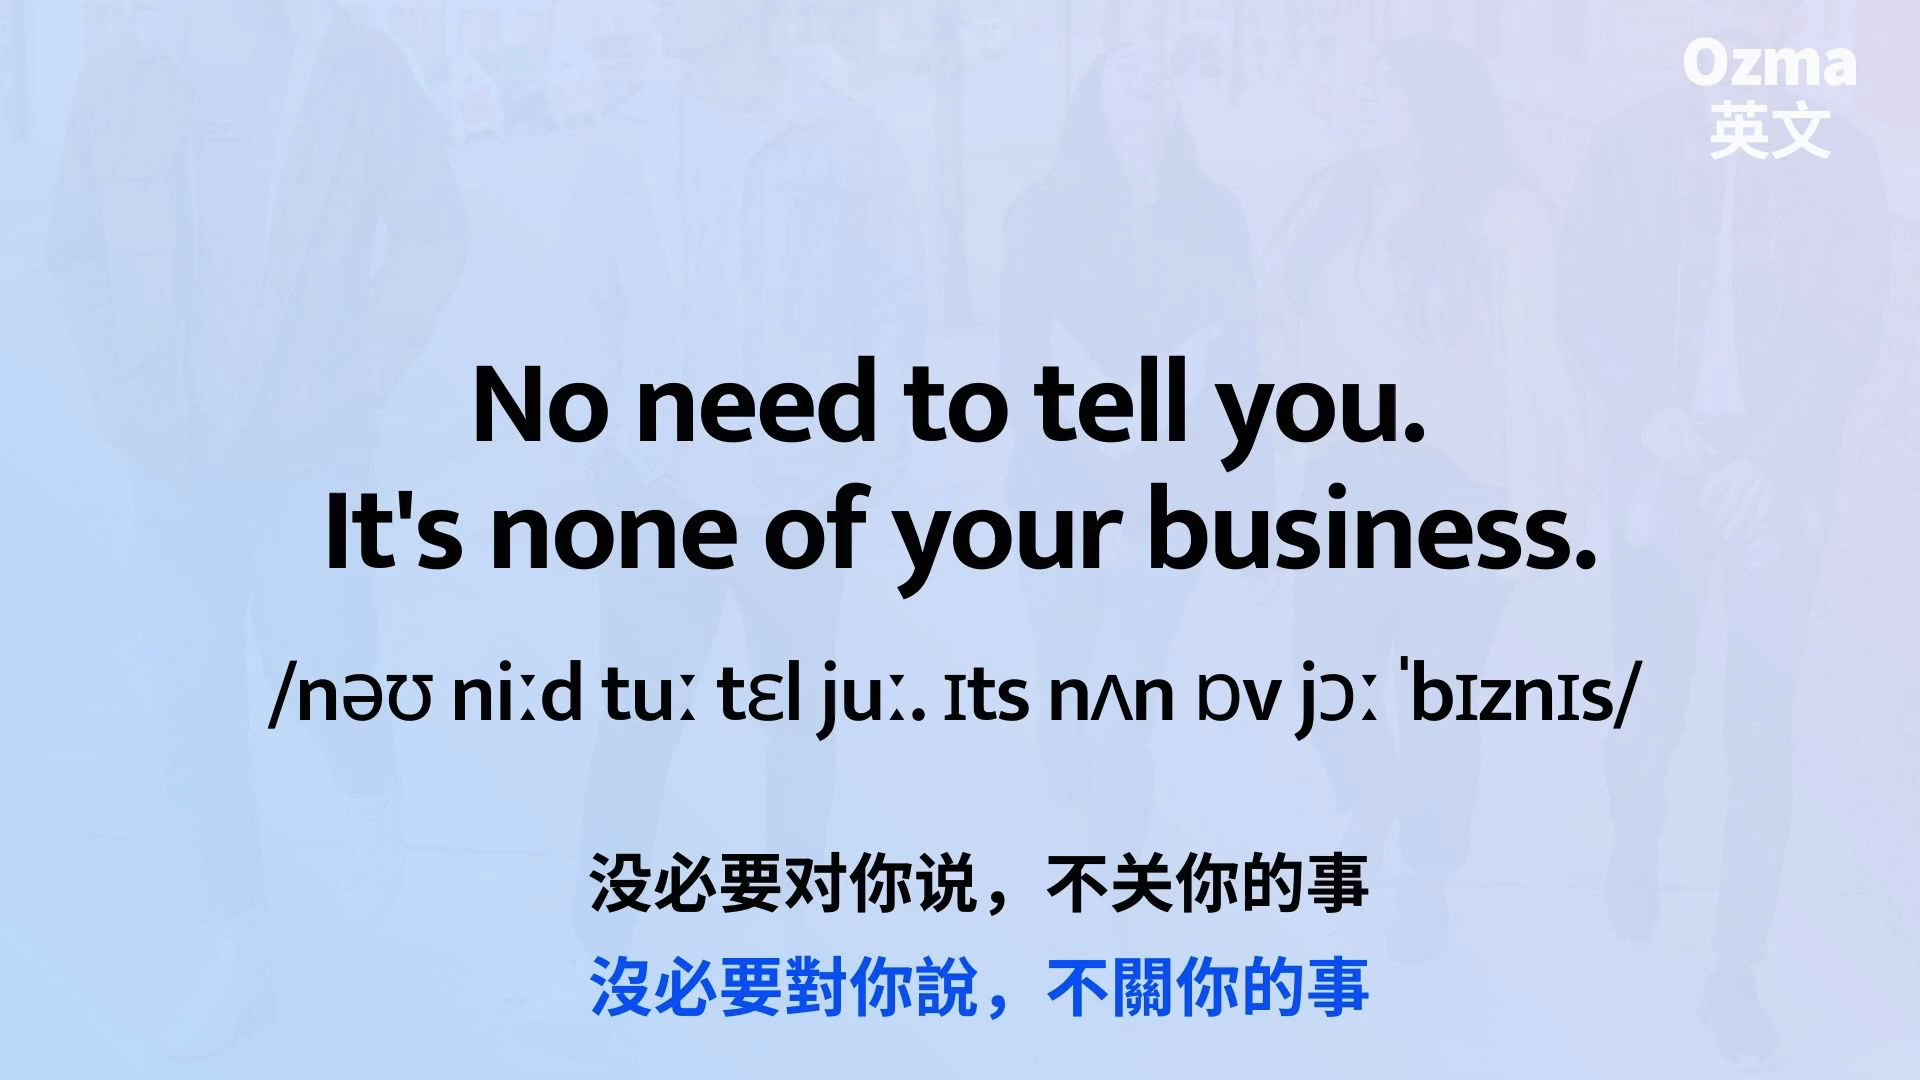 Ozma
英文
No need to tell you.
It's none of your business.
/nəʊ niːd tuː tɛl juː. ɪts nʌn ɒv jɔː ˈbɪznɪs/
没必要对你说，不关你的事
沒必要對你說，不關你的事